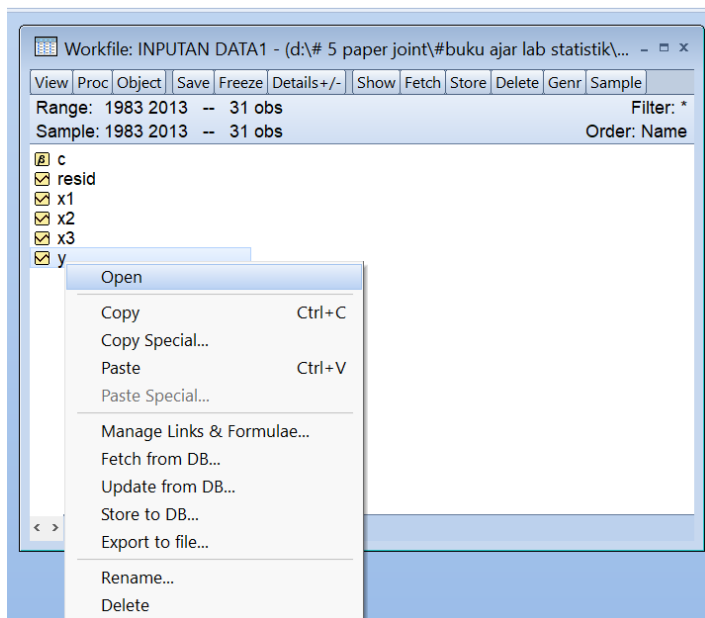 Workfile: INPUTAN DATA1 - (d:\# 5 paper joint\#buku ajar lab statistik\...
View Proc Object Save Freeze Details+/- Show Fetch Store Delete Genr Sample
Range: 1983 2013 -- 31 obs Filter: *
Sample: 1983 2013 -- 31 obs Order: Name
β c
resid
x1
x2
x3
y
Open
Copy Ctrl+C
Copy Special...
Paste Ctrl+V
Paste Special...
Manage Links & Formulae...
Fetch from DB...
Update from DB...
Store to DB...
Export to file...
Rename...
Delete